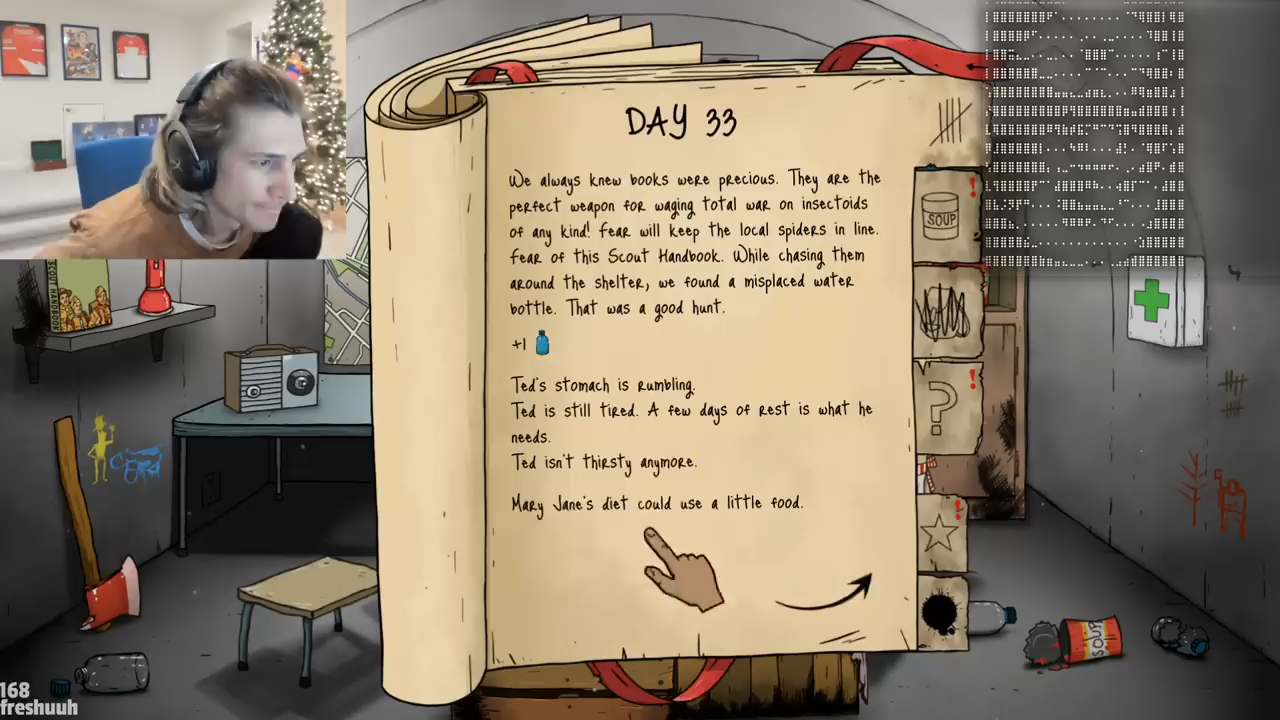 DAY 33
We always knew books were precious. They are the
perfect weapon for waging total war on insectoids
of any kind! Fear will keep the local spiders in line.
Fear of this Scout Handbook. While chasing them
around the shelter, we found a misplaced water
bottle. That was a good hunt.
+1
Ted's stomach is rumbling.
Ted is still tired. A few days of rest is what he
needs.
Ted isn't thirsty anymore.
Mary Jane's diet could use a little food.
SOUP
!
?
!
!
SCOUT HANDBOOK
SOUP
168
freshuuh